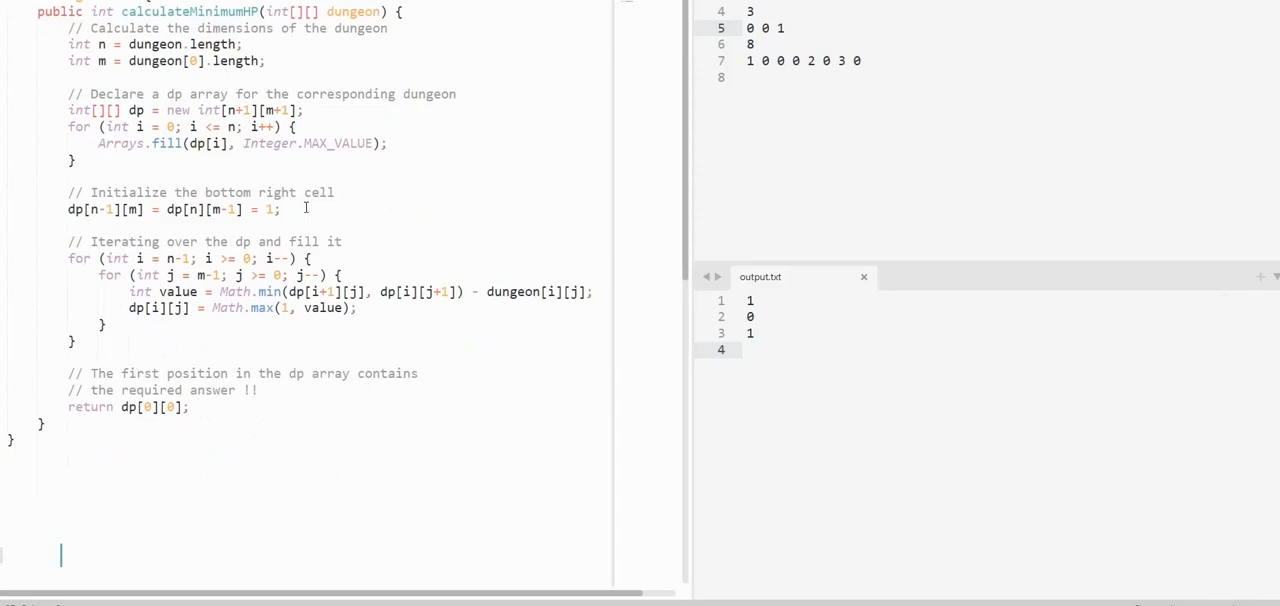 public int calculateMinimumHP(int[][] dungeon) {
// Calculate the dimensions of the dungeon
int n = dungeon.length;
int m = dungeon[0].length;
// Declare a dp array for the corresponding dungeon
int[][] dp = new int[n+1][m+1];
for (int i = 0; i <= n; i++) {
Arrays.fill(dp[i], Integer.MAX_VALUE);
}
// Initialize the bottom right cell
dp[n-1][m] = dp[n][m-1] = 1;
// Iterating over the dp and fill it
for (int i = n-1; i >= 0; i--) {
for (int j = m-1; j >= 0; j--) {
int value = Math.min(dp[i+1][j], dp[i][j+1]) - dungeon[i][j];
dp[i][j] = Math.max(1, value);
}
}
// The first position in the dp array contains
// the required answer !!
return dp[0][0];
}
}
4 3
5 0 0 1
6 8
7 1 0 0 0 2 0 3 0
8
output.txt
1 1
2 0
3 1
4